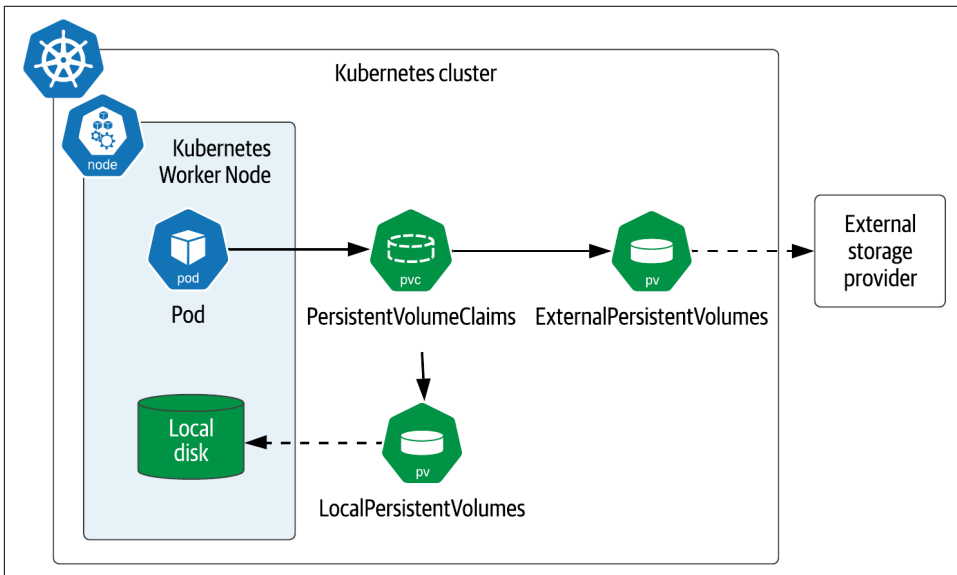 Kubernetes cluster
node
Kubernetes
Worker Node
pod
Pod
pvc
PersistentVolumeClaims
pv
ExternalPersistentVolumes
External
storage
provider
Local
disk
pv
LocalPersistentVolumes